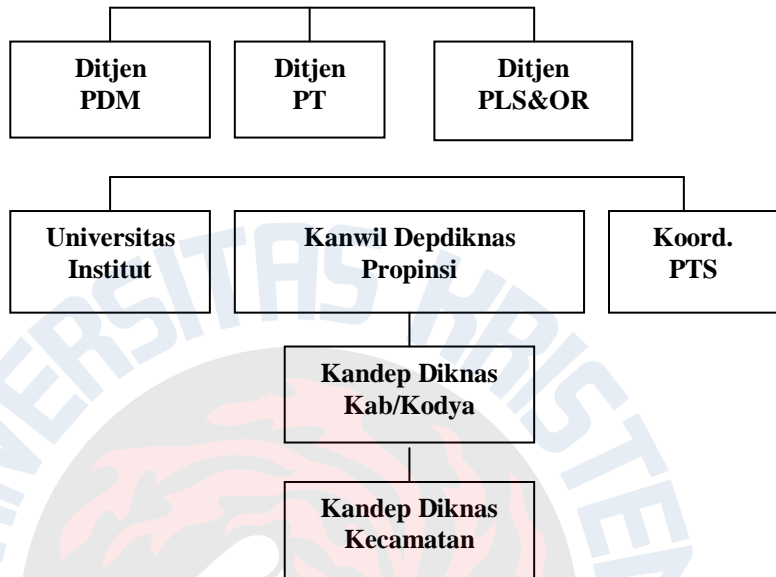 Ditjen
PDM
Ditjen
PT
Ditjen
PLS&OR
Universitas
Institut
Kanwil Depdiknas
Propinsi
Koord.
PTS
Kandep Diknas
Kab/Kodya
Kandep Diknas
Kecamatan